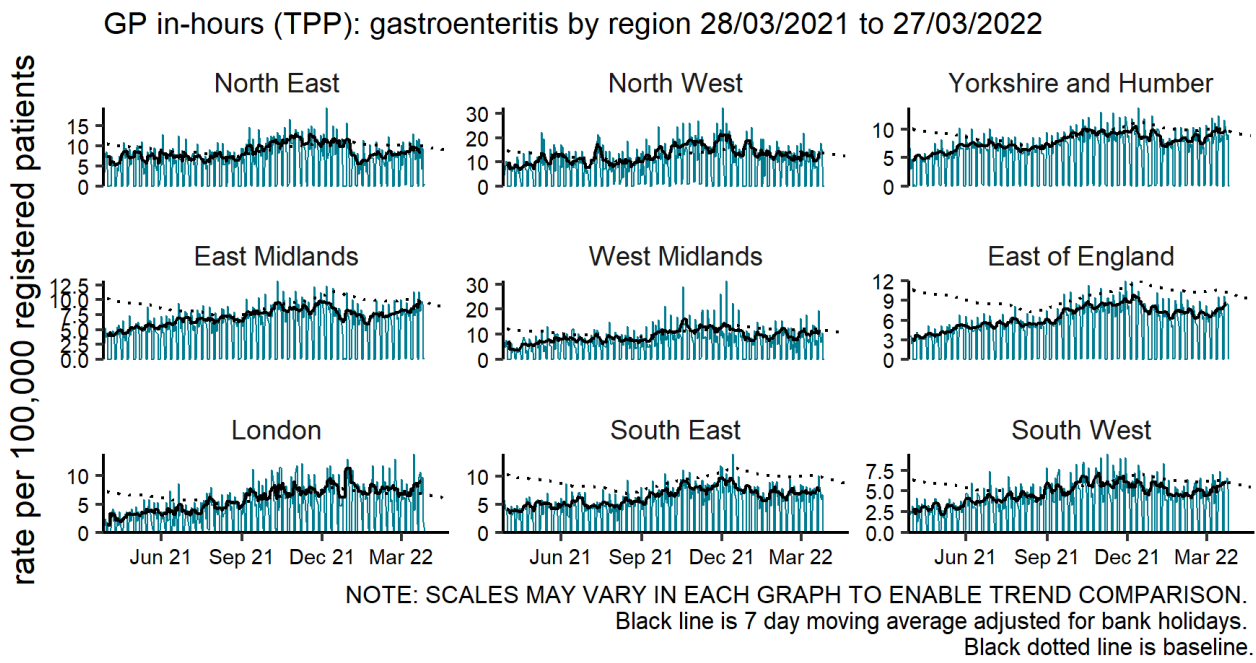 GP in-hours (TPP): gastroenteritis by region 28/03/2021 to 27/03/2022
rate per 100,000 registered patients
North East
15
10
5
0
North West
30
20
10
0
Yorkshire and Humber
10
5
0
East Midlands
12.5
10.0
7.5
5.0
2.5
0.0
West Midlands
30
20
10
0
East of England
12
9
6
3
0
London
10
5
0
South East
10
5
0
South West
7.5
5.0
2.5
0.0
Jun 21 Sep 21 Dec 21 Mar 22
Jun 21 Sep 21 Dec 21 Mar 22
Jun 21 Sep 21 Dec 21 Mar 22
NOTE: SCALES MAY VARY IN EACH GRAPH TO ENABLE TREND COMPARISON.
Black line is 7 day moving average adjusted for bank holidays.
Black dotted line is baseline.